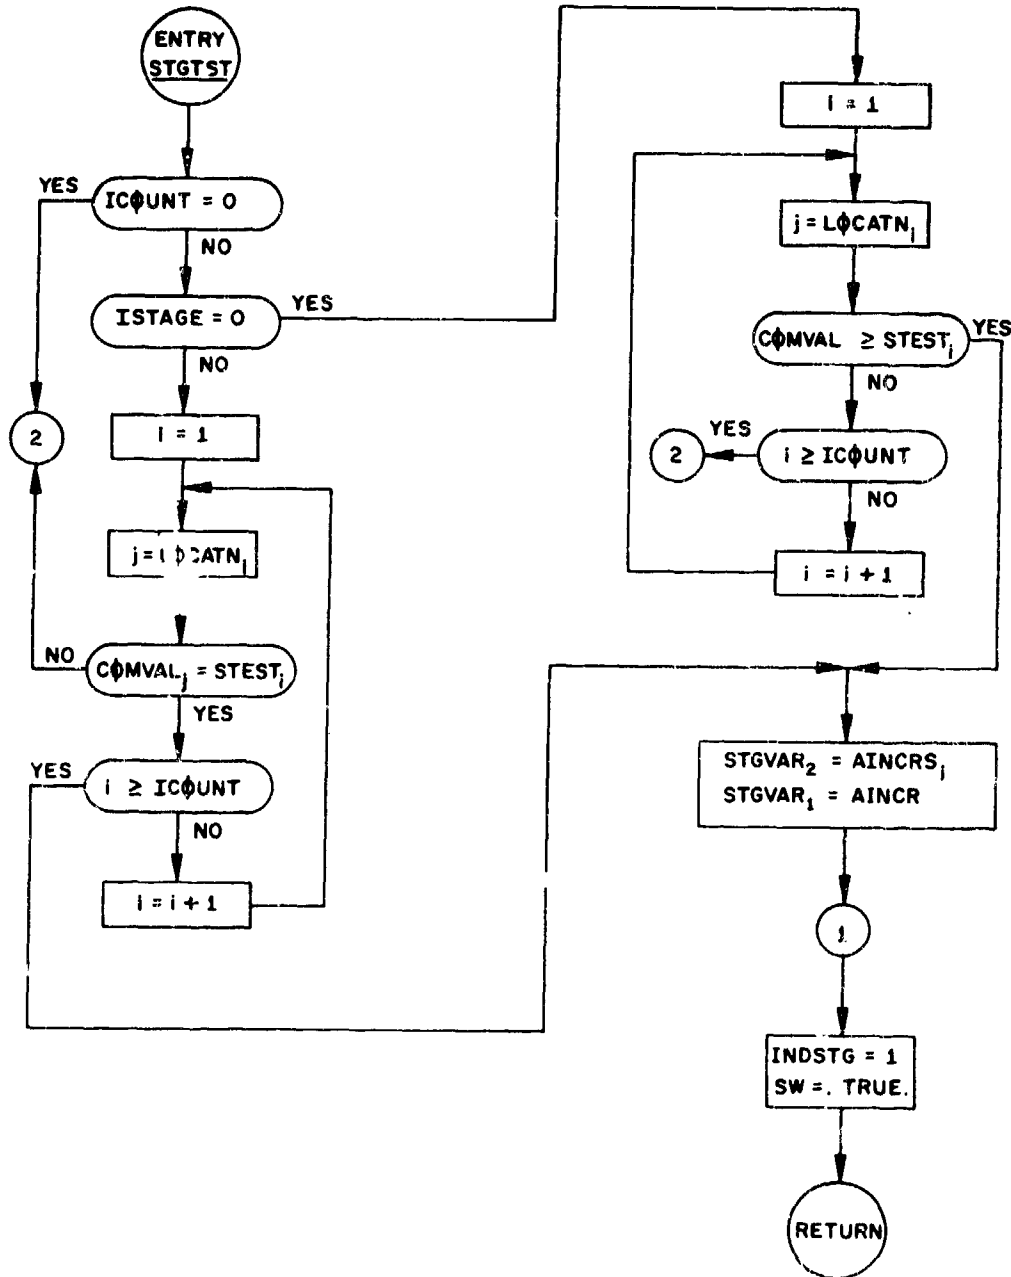 ENTRY
STGTST
YES
ICØUNT = 0
NO
ISTAGE = 0
YES
NO
2
i = 1
j = LØCATN_j
NO
CØMVAL_j = STEST_i
YES
YES
i ≥ ICØUNT
NO
i = i + 1
i = 1
j = LØCATN_i
CØMVAL ≥ STEST_i
YES
NO
2
YES
i ≥ ICØUNT
NO
i = i + 1
STGVAR_2 = AINCRS_i
STGVAR_1 = AINCR
1
INDSTG = 1
SW = . TRUE.
RETURN